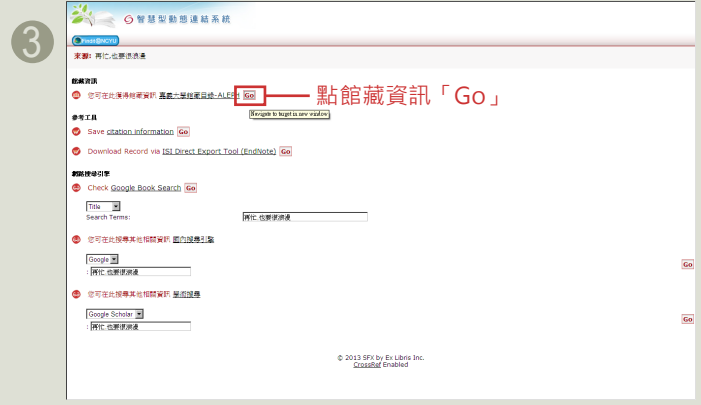 3
智慧型動態連結系統
Find@NCYU
來源: 再忙,也要很浪漫
館藏資訊
您可在此獲得館藏資訊 嘉義大學館藏目錄-ALEPH Go
點館藏資訊「Go」
Navigate to target in new window
參考工具
Save citation information Go
Download Record via ISI Direct Export Tool (EndNote) Go
網路搜尋引擎
Check Google Book Search Go
Title
Search Terms: 再忙,也要很浪漫
您可在此搜尋其他相關資訊 國內搜尋引擎
Google Go
: 再忙,也要很浪漫
您可在此搜尋其他相關資訊 學術搜尋
Google Scholar
: 再忙,也要很浪漫 Go
© 2013 SFX by Ex Libris Inc.
CrossRef Enabled